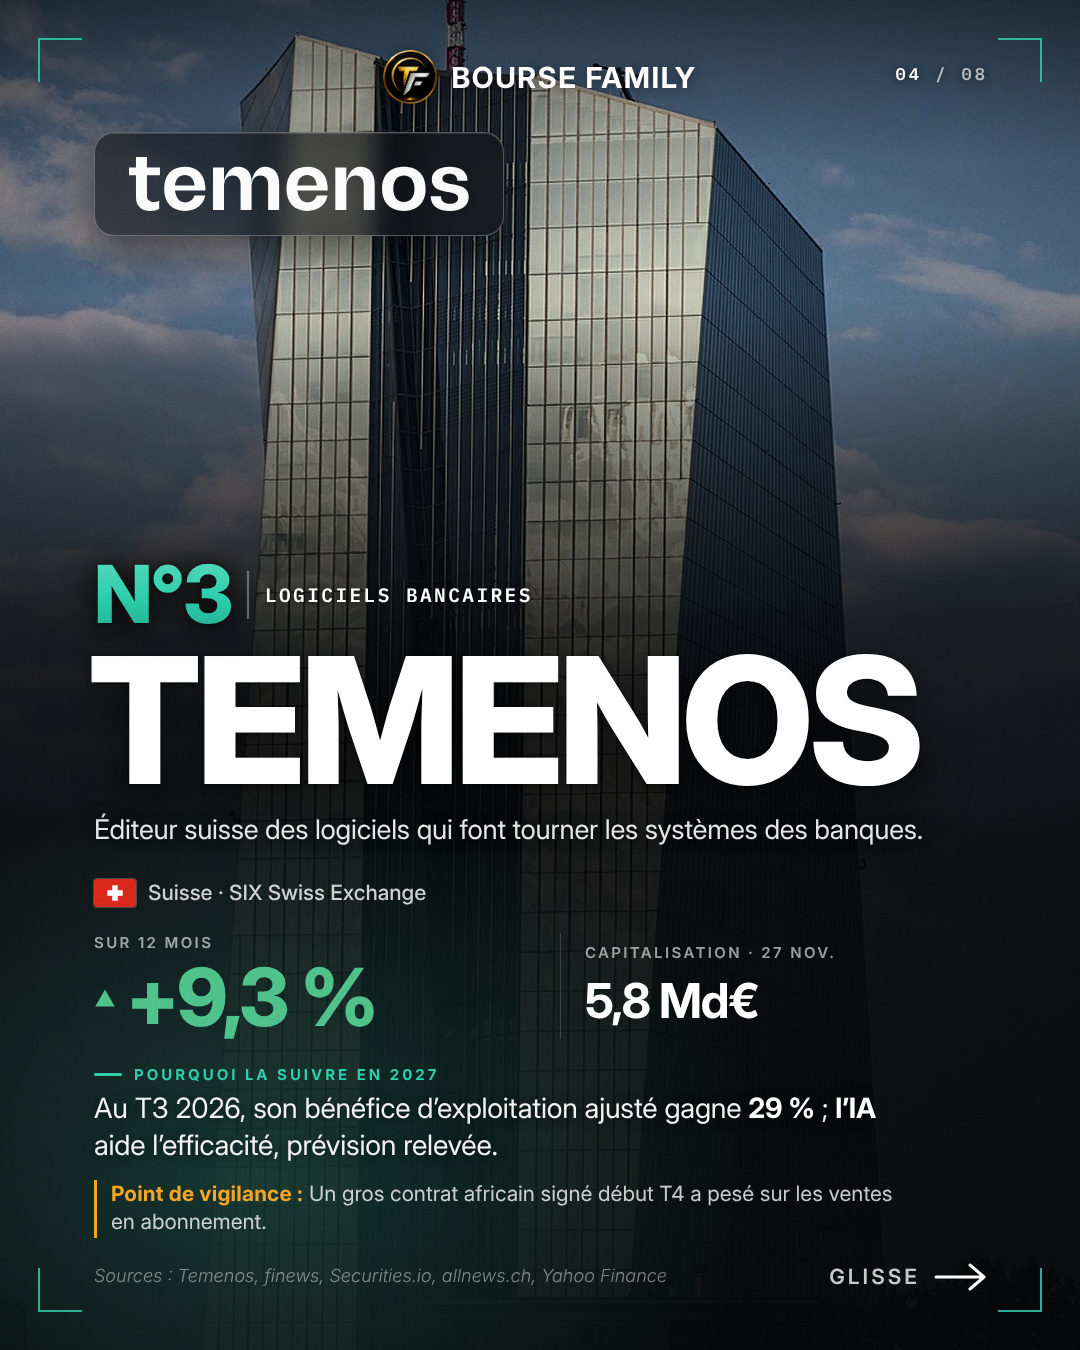 BOURSE FAMILY
04 / 08
temenos
N°3
LOGICIELS BANCAIRES
TEMENOS
Éditeur suisse des logiciels qui font tourner les systèmes des banques.
Suisse · SIX Swiss Exchange
SUR 12 MOIS
▲ +9,3 %
CAPITALISATION · 27 NOV.
5,8 Md€
POURQUOI LA SUIVRE EN 2027
Au T3 2026, son bénéfice d’exploitation ajusté gagne 29 % ; l’IA
aide l’efficacité, prévision relevée.
Point de vigilance : Un gros contrat africain signé début T4 a pesé sur les ventes
en abonnement.
Sources : Temenos, finews, Securities.io, allnews.ch, Yahoo Finance
GLISSE →